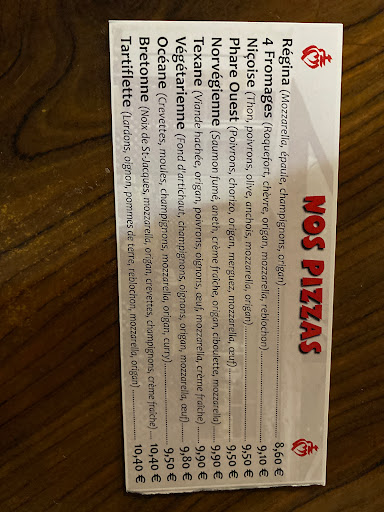 NOS PIZZAS
Régina (Mozzarella, épaule, champignons, origan) 8,60 €
4 Fromages (Roquefort, chèvre, origan, mozzarella, reblochon) 9,10 €
Niçoise (Thon, poivrons, olive, anchois, mozzarella, origan) 9,50 €
Phare Ouest (Poivrons, chorizo, origan, merguez, mozzarella, œuf) 9,50 €
Norvégienne (Saumon fumé, aneth, crème fraîche, origan, ciboulette, mozzarella) 9,90 €
Texane (Viande hachée, origan, poivrons, oignons, œuf, mozzarella, crème fraîche) 9,90 €
Végétarienne (Fond d'artichaut, champignons, oignons, origan, mozzarella, œuf) 9,80 €
Océane (Crevettes, moules, champignons, mozzarella, origan, curry) 9,50 €
Bretonne (Noix de St-Jacques, mozzarella, origan, crevettes, champignons, crème fraîche) 10,40 €
Tartiflette (Lardons, oignon, pommes de terre, reblochon, mozzarella, origan) 10,40 €